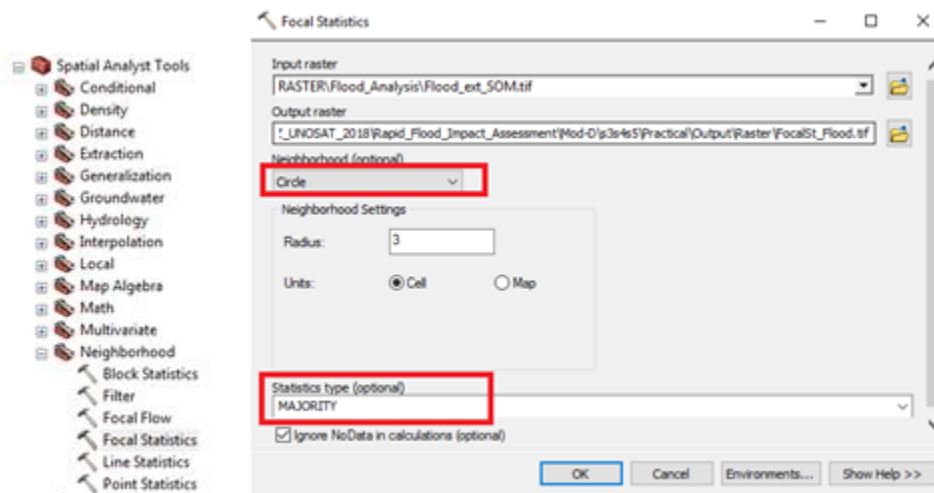 Spatial Analyst Tools
Conditional
Density
Distance
Extraction
Generalization
Groundwater
Hydrology
Interpolation
Local
Map Algebra
Math
Multivariate
Neighborhood
Block Statistics
Filter
Focal Flow
Focal Statistics
Line Statistics
Point Statistics
Focal Statistics
Input raster
RASTER\Flood_Analysis\Flood_ext_SOM.tif
Output raster
_UNOSAT_2018\Rapid_Flood_Impact_Assessment\Mod-D\p3s4s5\Practical\Output\Raster\FocalSt_Flood.tif
Neighborhood (optional)
Circle
Neighborhood Settings
Radius: 3
Units: Cell Map
Statistics type (optional)
MAJORITY
Ignore NoData in calculations (optional)
OK Cancel Environments... Show Help >>